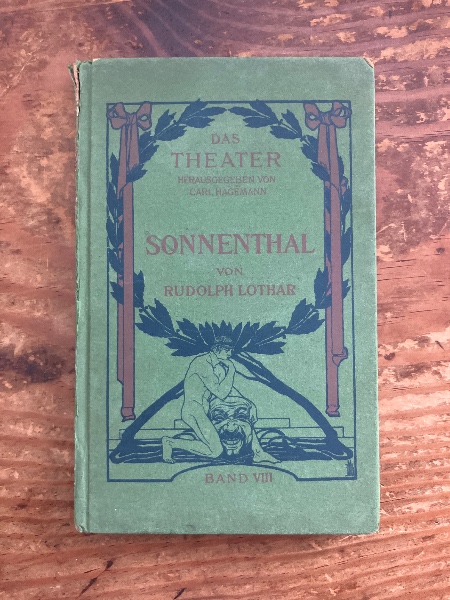 DAS
THEATER
HERAUSGEGEBEN VON
CARL HAGEMANN
SONNENTHAL
VON
RUDOLPH LOTHAR
BAND VIII